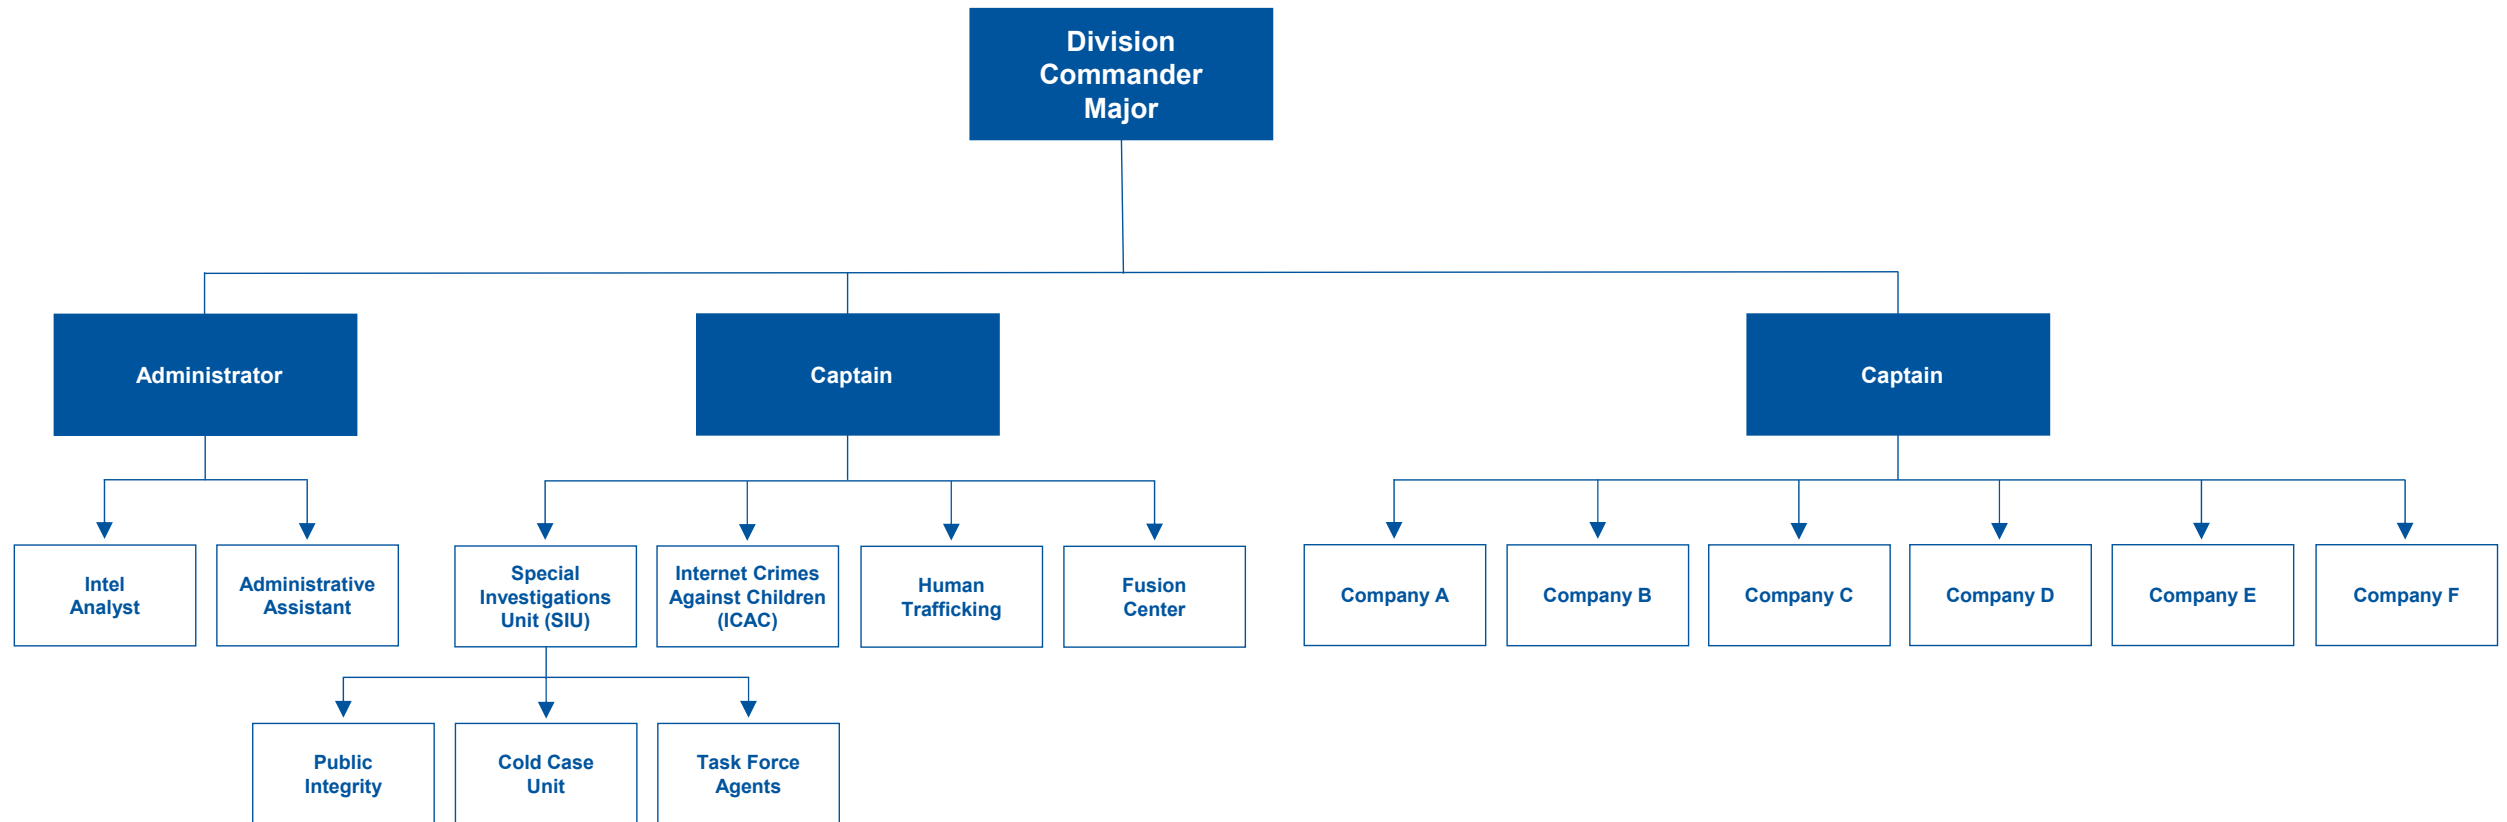 Division
Commander
Major
Administrator
Captain
Captain
Intel
Analyst
Administrative
Assistant
Special
Investigations
Unit (SIU)
Internet Crimes
Against Children
(ICAC)
Human
Trafficking
Fusion
Center
Company A
Company B
Company C
Company D
Company E
Company F
Public
Integrity
Cold Case
Unit
Task Force
Agents